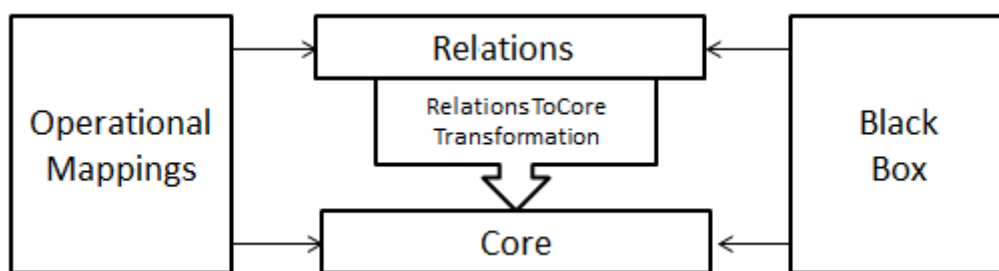 Relations
RelationsToCore
Transformation
Operational
Mappings
Black
Box
Core